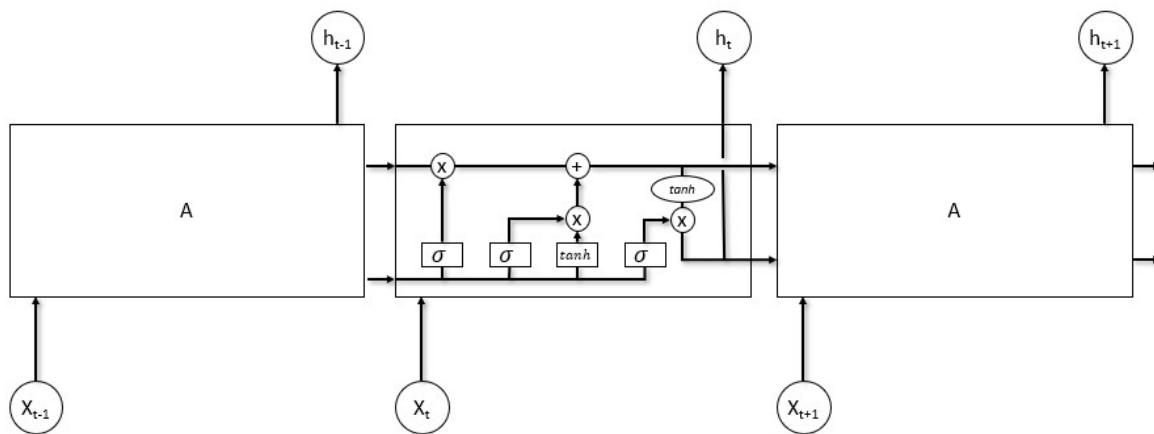 h_{t-1} h_t h_{t+1}
x +
tanh
A x x A
σ σ tanh σ
X_{t-1} X_t X_{t+1}